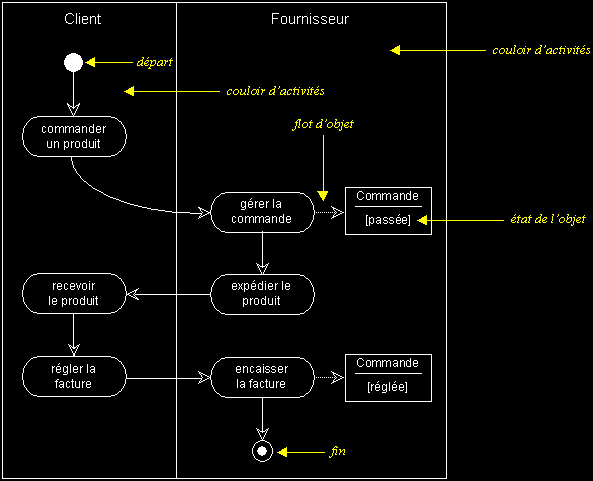 Client
Fournisseur
départ
couloir d'activités
couloir d'activités
commander
un produit
flot d'objet
gérer la
commande
Commande
[passée]
état de l'objet
recevoir
le produit
expédier le
produit
régler la
facture
encaisser
la facture
Commande
[réglée]
fin